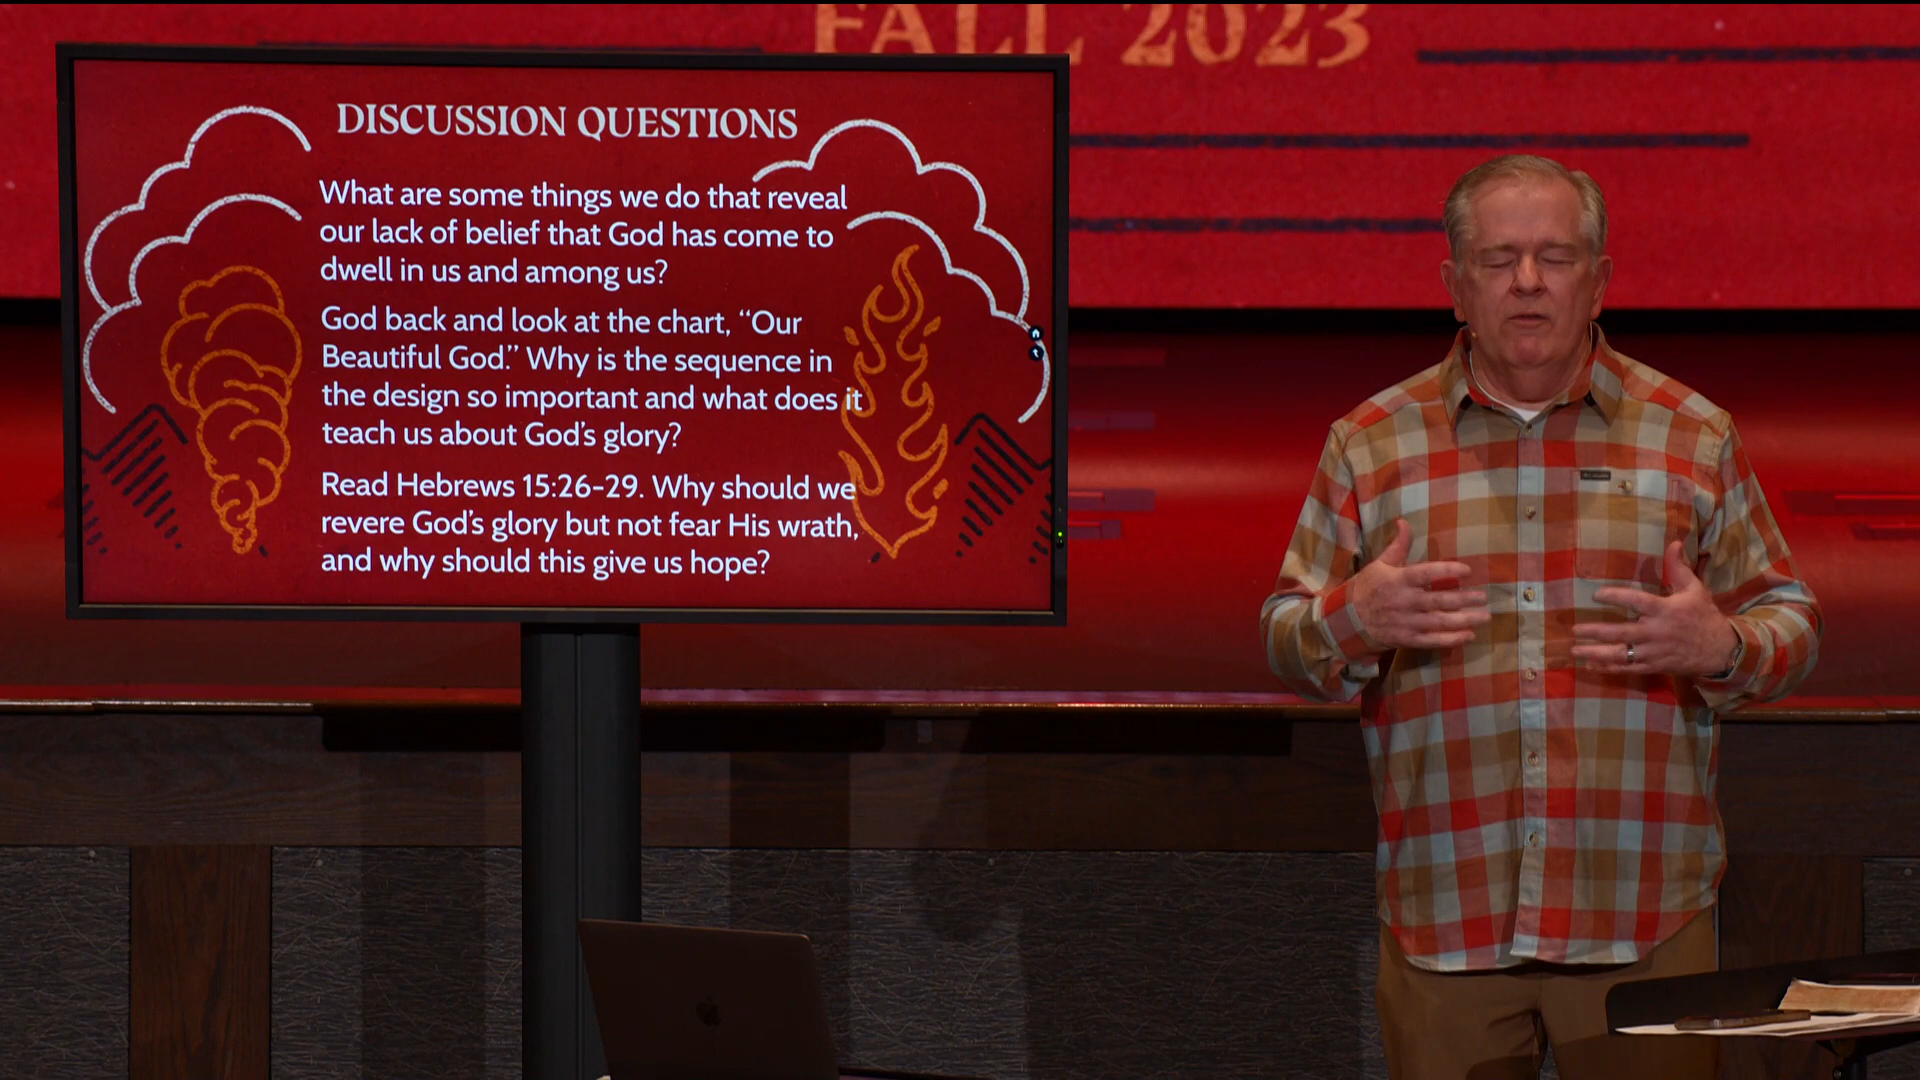 FALL 2023
DISCUSSION QUESTIONS
What are some things we do that reveal
our lack of belief that God has come to
dwell in us and among us?
God back and look at the chart, “Our
Beautiful God.” Why is the sequence in
the design so important and what does it
teach us about God’s glory?
Read Hebrews 15:26-29. Why should we
revere God’s glory but not fear His wrath,
and why should this give us hope?